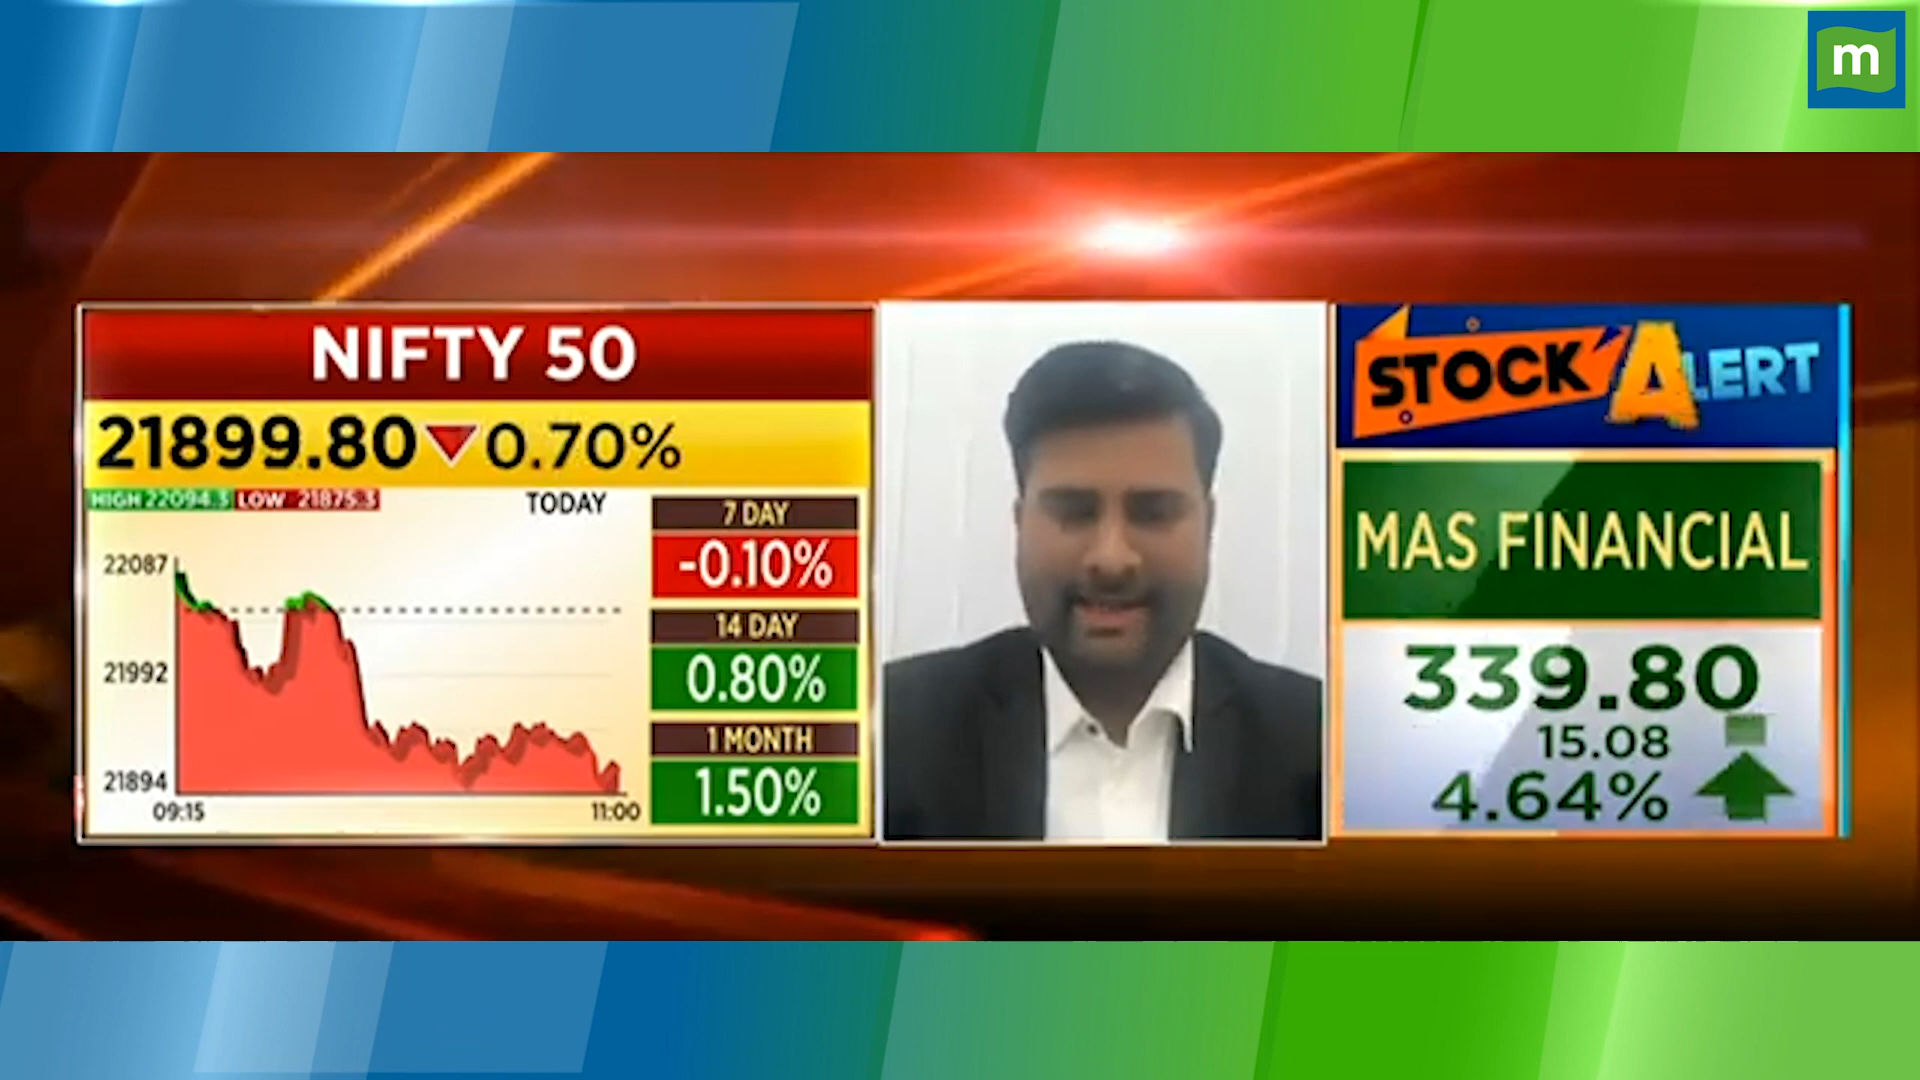 m
NIFTY 50
21899.80 0.70%
HIGH 22094.3 LOW 21875.3
TODAY
22087
21992
21894
09:15
11:00
7 DAY
-0.10%
14 DAY
0.80%
1 MONTH
1.50%
STOCK ALERT
MAS FINANCIAL
339.80
15.08
4.64%